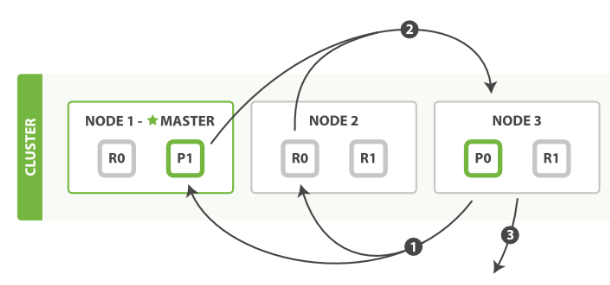 2
CLUSTER
NODE 1 - ★ MASTER
R0 P1
NODE 2
R0 R1
NODE 3
P0 R1
1
3